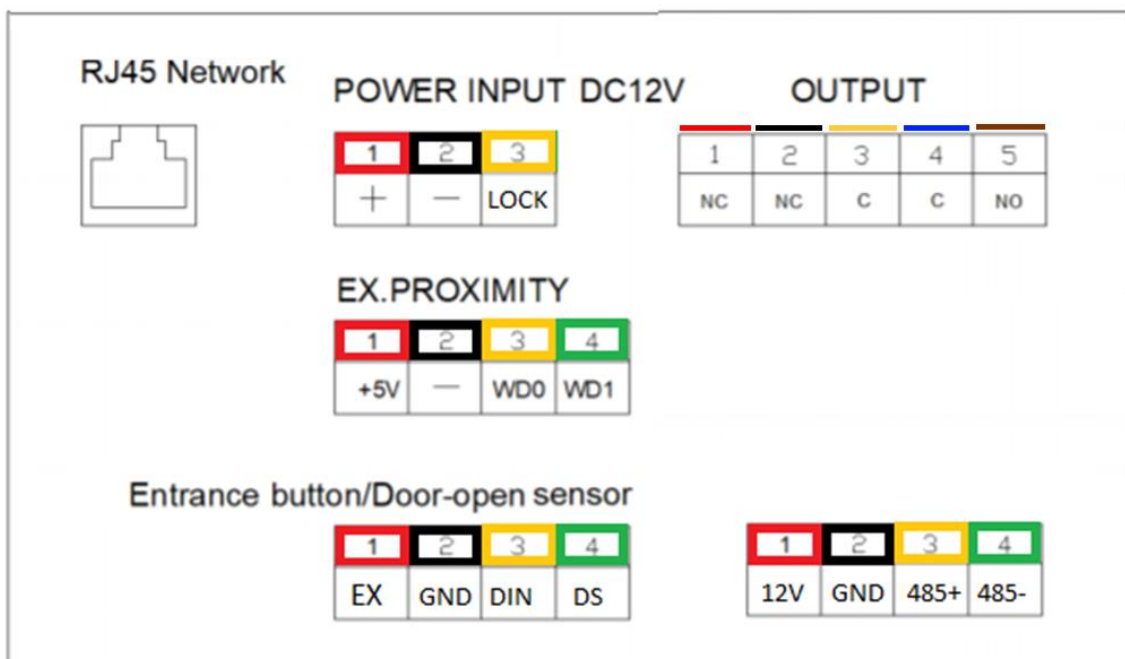 RJ45 Network
POWER INPUT DC12V
OUTPUT
1 2 3
+ — LOCK
1 2 3 4 5
NC NC C C NO
EX.PROXIMITY
1 2 3 4
+5V — WD0 WD1
Entrance button/Door-open sensor
1 2 3 4
EX GND DIN DS
1 2 3 4
12V GND 485+ 485-